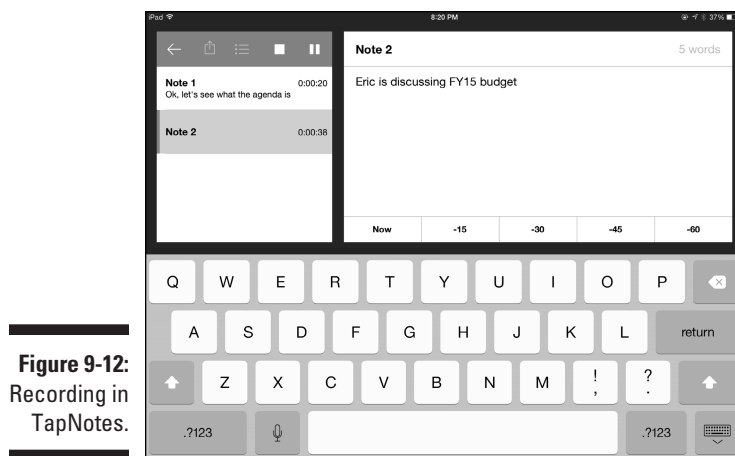 iPad 8:20 PM 37%
Note 2 5 words
Note 1 0:00:20
Ok, let's see what the agenda is
Eric is discussing FY15 budget
Note 2 0:00:38
Now -15 -30 -45 -60
Q W E R T Y U I O P
A S D F G H J K L return
Z X C V B N M ! , ? .
.?123 .?123
Figure 9-12:
Recording in
TapNotes.